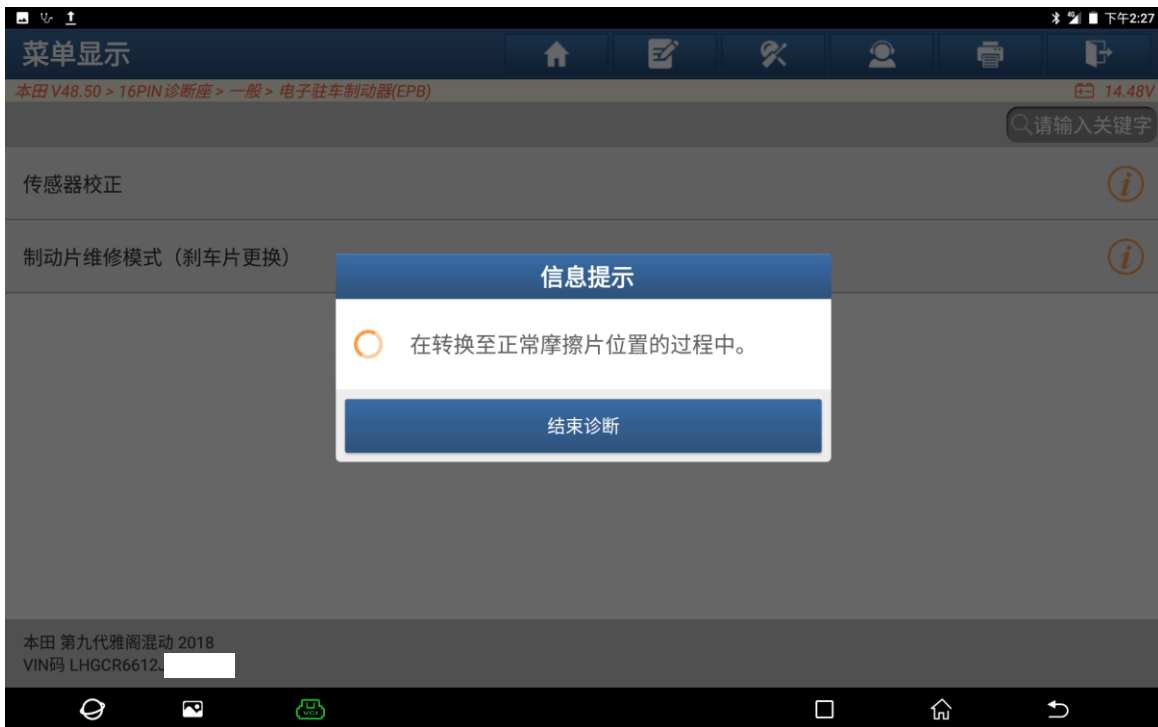 下午2:27
菜单显示
本田 V48.50 > 16PIN诊断座 > 一般 > 电子驻车制动器(EPB)
14.48V
请输入关键字
传感器校正
制动片维修模式（刹车片更换）
信息提示
在转换至正常摩擦片位置的过程中。
结束诊断
本田 第九代雅阁混动 2018
VIN码 LHGCR6612J
VCI